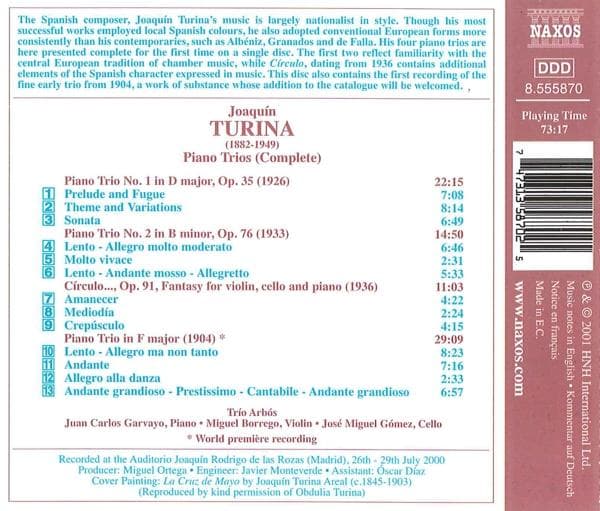 The Spanish composer, Joaquín Turina's music is largely nationalist in style. Though his most
successful works employed local Spanish colours, he also adopted conventional European forms more
consistently than his contemporaries, such as Albéniz, Granados and de Falla. His four piano trios are
here presented complete for the first time on a single disc. The first two reflect familiarity with the
central European tradition of chamber music, while Círculo, dating from 1936 contains additional
elements of the Spanish character expressed in music. This disc also contains the first recording of the
fine early trio from 1904, a work of substance whose addition to the catalogue will be welcomed.
Joaquín
TURINA
(1882-1949)
Piano Trios (Complete)
Piano Trio No. 1 in D major, Op. 35 (1926) 22:15
1 Prelude and Fugue 7:08
2 Theme and Variations 8:14
3 Sonata 6:49
Piano Trio No. 2 in B minor, Op. 76 (1933) 14:50
4 Lento - Allegro molto moderato 6:46
5 Molto vivace 2:31
6 Lento - Andante mosso - Allegretto 5:33
Círculo..., Op. 91, Fantasy for violin, cello and piano (1936) 11:03
7 Amanecer 4:22
8 Mediodía 2:24
9 Crepúsculo 4:15
Piano Trio in F major (1904) * 29:09
10 Lento - Allegro ma non tanto 8:23
11 Andante 7:16
12 Allegro alla danza 2:33
13 Andante grandioso - Prestissimo - Cantabile - Andante grandioso 6:57
Trío Arbós
Juan Carlos Garvayo, Piano • Miguel Borrego, Violin • José Miguel Gómez, Cello
* World première recording
Recorded at the Auditorio Joaquín Rodrigo de las Rozas (Madrid), 26th - 29th July 2000
Producer: Miguel Ortega • Engineer: Javier Monteverde • Assistant: Óscar Díaz
Cover Painting: La Cruz de Mayo by Joaquín Turina Areal (c.1845-1903)
(Reproduced by kind permission of Obdulia Turina)
NAXOS
DDD
8.555870
Playing Time
73:17
7 47313 58702 5
www.naxos.com
℗ & © 2001 HNH International Ltd.
Music notes in English • Kommentar auf Deutsch
Notice en français
Made in E.C.